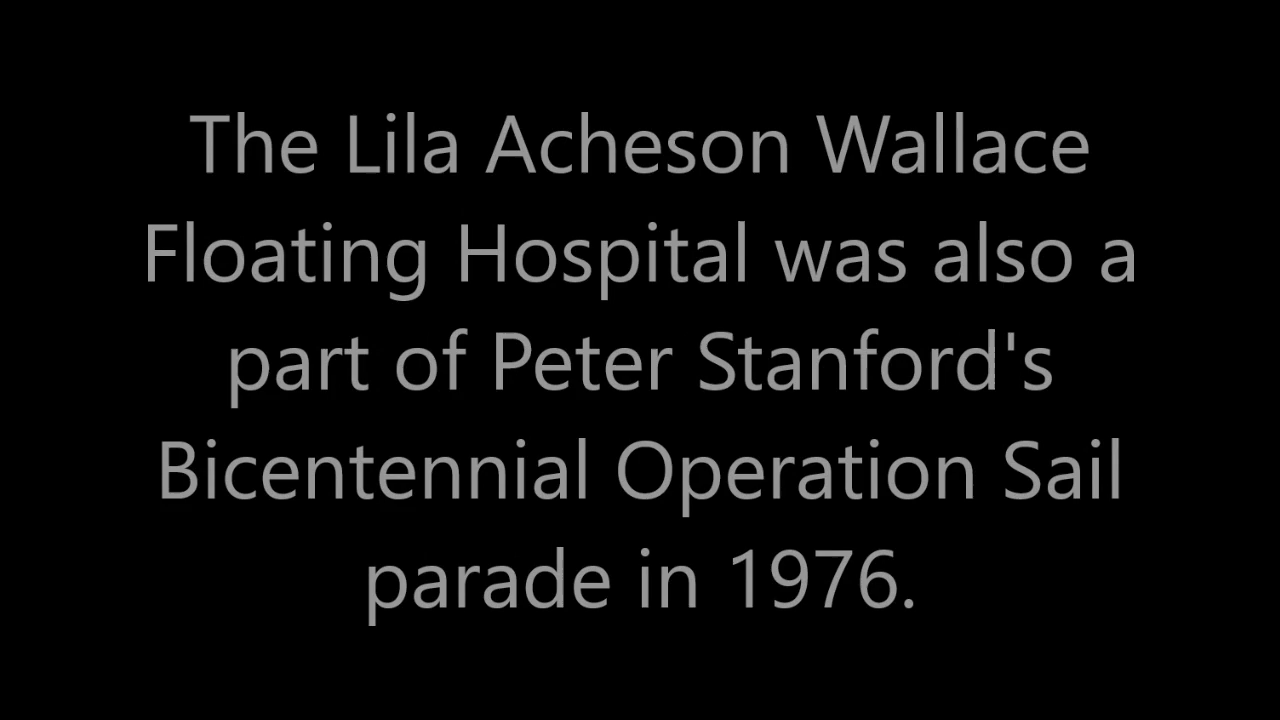 The Lila Acheson Wallace
Floating Hospital was also a
part of Peter Stanford's
Bicentennial Operation Sail
parade in 1976.